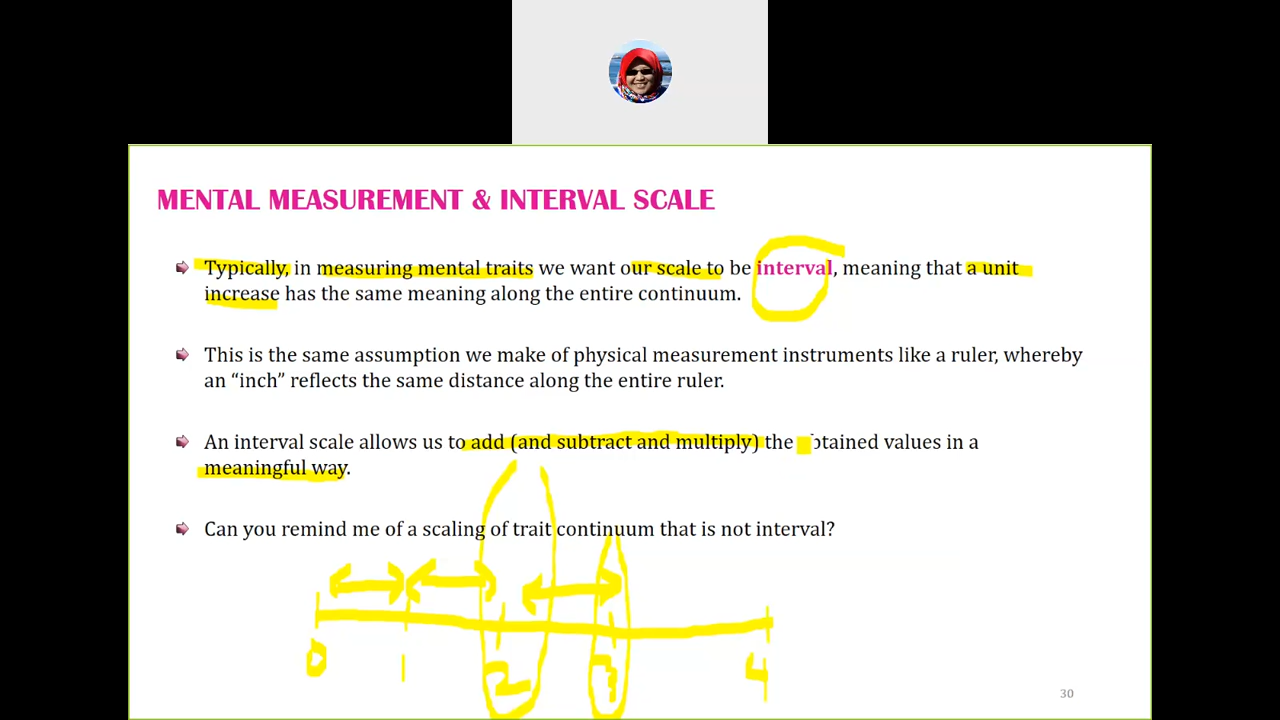 MENTAL MEASUREMENT & INTERVAL SCALE
Typically, in measuring mental traits we want our scale to be interval, meaning that a unit
increase has the same meaning along the entire continuum.
This is the same assumption we make of physical measurement instruments like a ruler, whereby
an “inch” reflects the same distance along the entire ruler.
An interval scale allows us to add (and subtract and multiply) the obtained values in a
meaningful way.
Can you remind me of a scaling of trait continuum that is not interval?
0 1 2 3 4
30